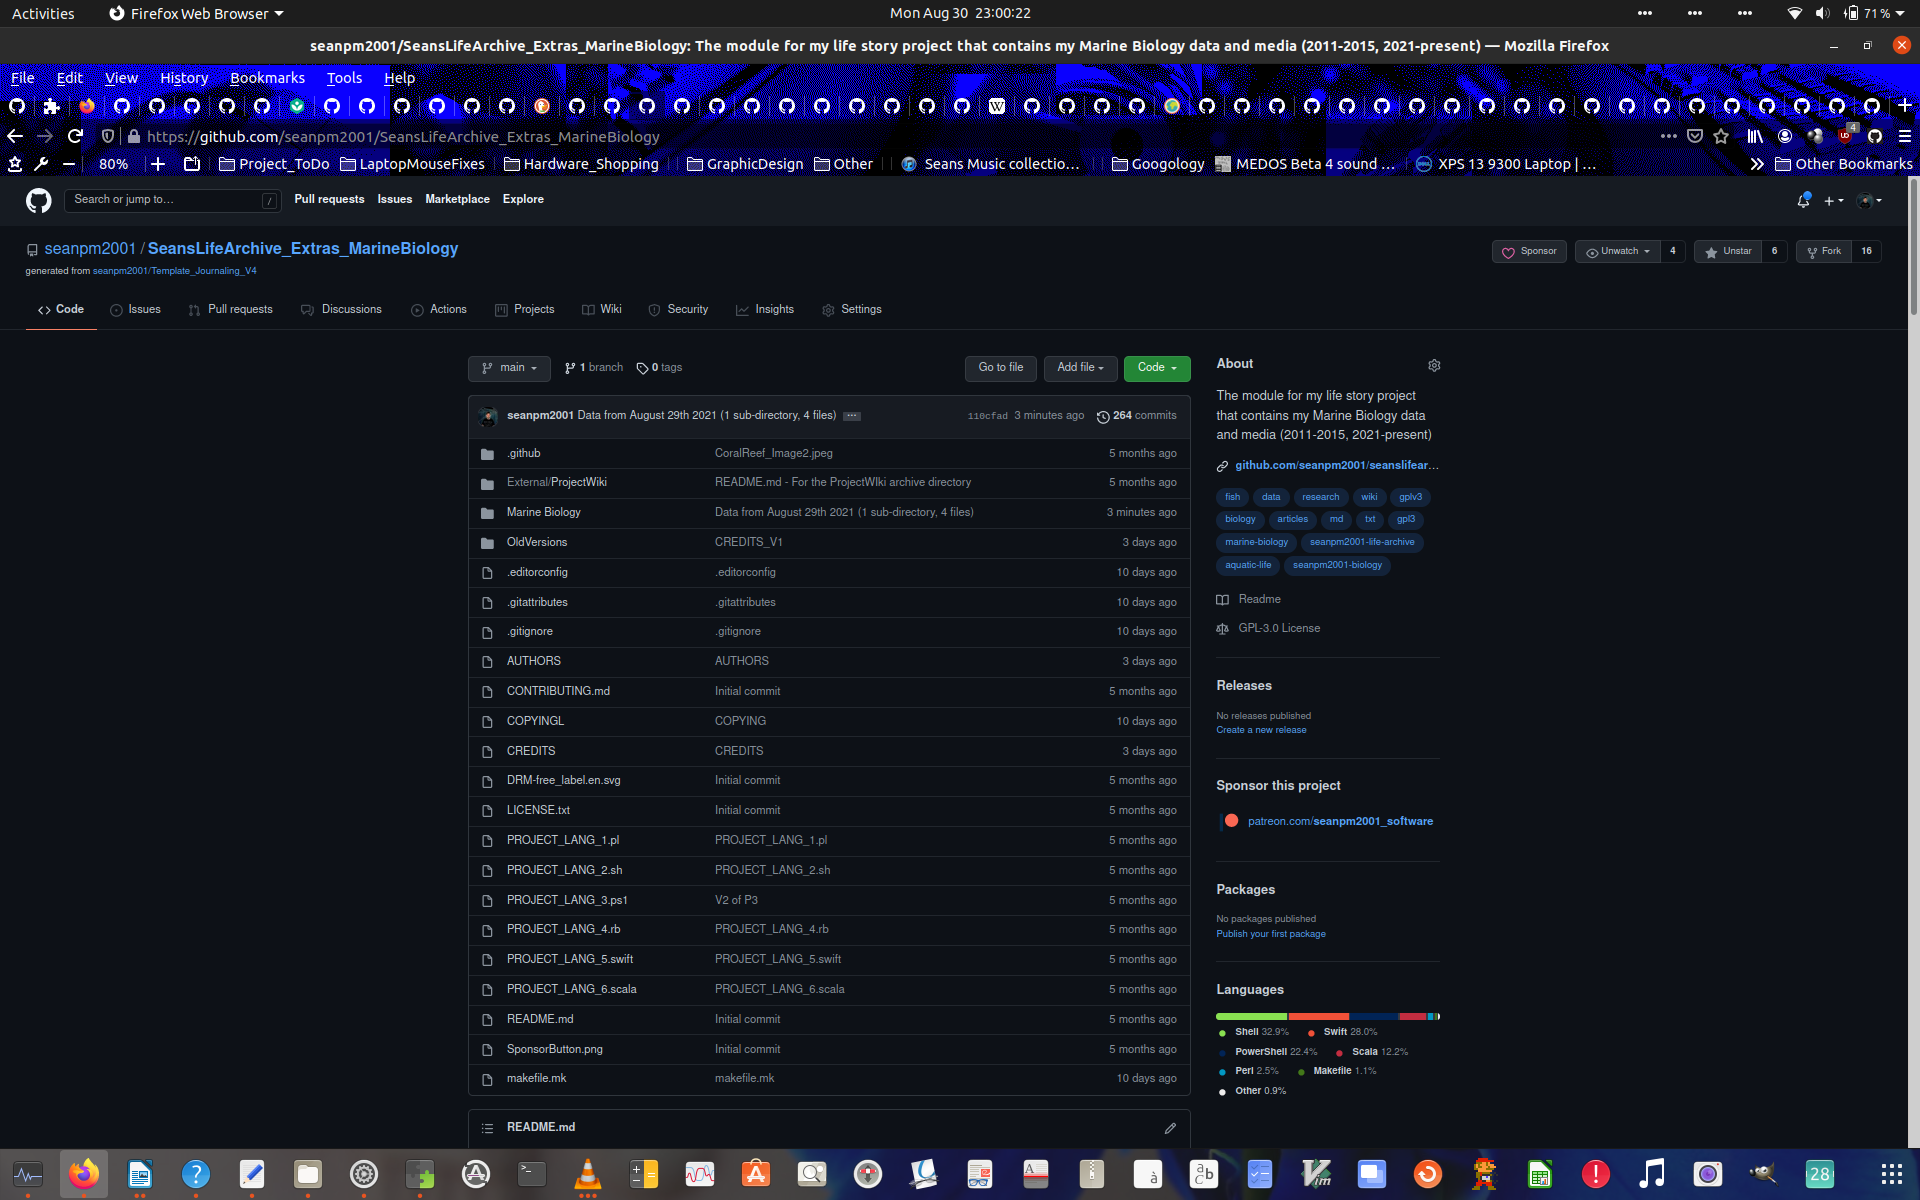 Activities Firefox Web Browser Mon Aug 30 23:00:22 71 %
seanpm2001/SeansLifeArchive_Extras_MarineBiology: The module for my life story project that contains my Marine Biology data and media (2011-2015, 2021-present) — Mozilla Firefox
File Edit View History Bookmarks Tools Help
https://github.com/seanpm2001/SeansLifeArchive_Extras_MarineBiology 4
80% Project_ToDo LaptopMouseFixes Hardware_Shopping GraphicDesign Other Seans Music collectio… Googology MEDOS Beta 4 sound … XPS 13 9300 Laptop | … Other Bookmarks
Search or jump to… / Pull requests Issues Marketplace Explore
seanpm2001 / SeansLifeArchive_Extras_MarineBiology Sponsor Unwatch 4 Unstar 6 Fork 16
generated from seanpm2001/Template_Journaling_V4
Code Issues Pull requests Discussions Actions Projects Wiki Security Insights Settings
main 1 branch 0 tags Go to file Add file Code
seanpm2001 Data from August 29th 2021 (1 sub-directory, 4 files) 110cfad 3 minutes ago 264 commits
.github CoralReef_Image2.jpeg 5 months ago
External/ProjectWiki README.md - For the ProjectWIki archive directory 5 months ago
Marine Biology Data from August 29th 2021 (1 sub-directory, 4 files) 3 minutes ago
OldVersions CREDITS_V1 3 days ago
.editorconfig .editorconfig 10 days ago
.gitattributes .gitattributes 10 days ago
.gitignore .gitignore 10 days ago
AUTHORS AUTHORS 3 days ago
CONTRIBUTING.md Initial commit 5 months ago
COPYINGL COPYING 10 days ago
CREDITS CREDITS 3 days ago
DRM-free_label.en.svg Initial commit 5 months ago
LICENSE.txt Initial commit 5 months ago
PROJECT_LANG_1.pl PROJECT_LANG_1.pl 5 months ago
PROJECT_LANG_2.sh PROJECT_LANG_2.sh 5 months ago
PROJECT_LANG_3.ps1 V2 of P3 5 months ago
PROJECT_LANG_4.rb PROJECT_LANG_4.rb 5 months ago
PROJECT_LANG_5.swift PROJECT_LANG_5.swift 5 months ago
PROJECT_LANG_6.scala PROJECT_LANG_6.scala 5 months ago
README.md Initial commit 5 months ago
SponsorButton.png Initial commit 5 months ago
makefile.mk makefile.mk 10 days ago
README.md
About
The module for my life story project
that contains my Marine Biology data
and media (2011-2015, 2021-present)
github.com/seanpm2001/seanslifear…
fish data research wiki gplv3
biology articles md txt gpl3
marine-biology seanpm2001-life-archive
aquatic-life seanpm2001-biology
Readme
GPL-3.0 License
Releases
No releases published
Create a new release
Sponsor this project
patreon.com/seanpm2001_software
Packages
No packages published
Publish your first package
Languages
Shell 32.9% Swift 28.0%
PowerShell 22.4% Scala 12.2%
Perl 2.5% Makefile 1.1%
Other 0.9%
28